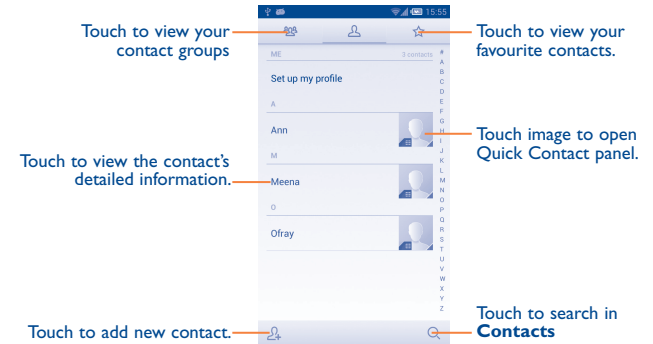 Touch to view your
contact groups
Touch to view your
favourite contacts.
Touch image to open
Quick Contact panel.
Touch to view the contact's
detailed information.
Touch to add new contact.
Touch to search in
Contacts
15:55
ME 3 contacts
Set up my profile
A
Ann
M
Meena
O
Ofray
#
A
B
C
D
E
F
G
H
I
J
K
L
M
N
O
P
Q
R
S
T
U
V
W
X
Y
Z